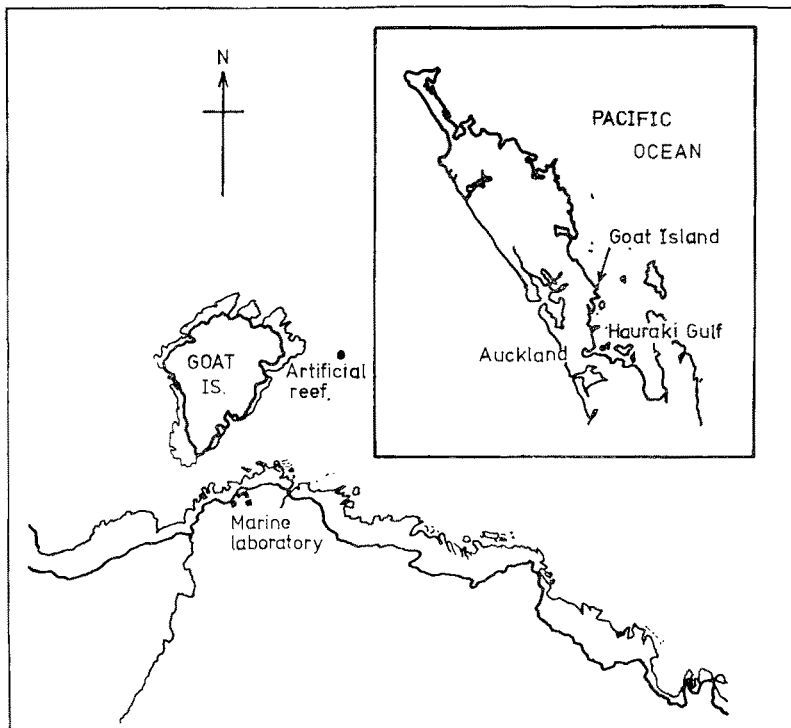 N
PACIFIC
OCEAN
Goat Island
Hauraki Gulf
Auckland
GOAT
IS.
Artificial
reef.
Marine
laboratory